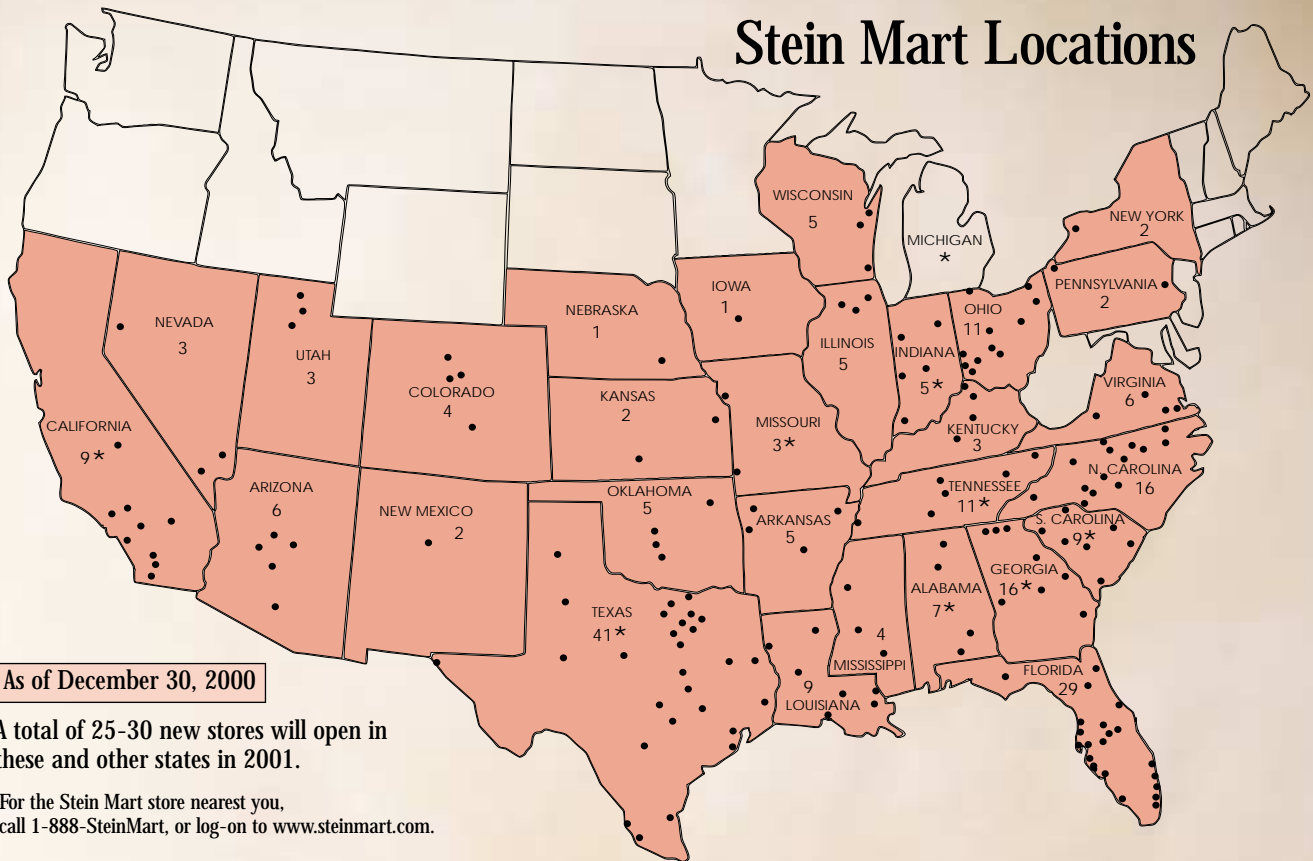 Stein Mart Locations
WISCONSIN
5
MICHIGAN
*
NEW YORK
2
PENNSYLVANIA
2
IOWA
1
NEBRASKA
1
OHIO
11
NEVADA
3
UTAH
3
ILLINOIS
5
INDIANA
5*
COLORADO
4
KANSAS
2
MISSOURI
3*
VIRGINIA
6
CALIFORNIA
9*
KENTUCKY
3
ARIZONA
6
NEW MEXICO
2
OKLAHOMA
5
ARKANSAS
5
TENNESSEE
11*
N. CAROLINA
16
S. CAROLINA
9*
GEORGIA
16*
ALABAMA
7*
TEXAS
41*
4
MISSISSIPPI
9
LOUISIANA
FLORIDA
29
As of December 30, 2000
A total of 25-30 new stores will open in
these and other states in 2001.
For the Stein Mart store nearest you,
call 1-888-SteinMart, or log-on to www.steinmart.com.